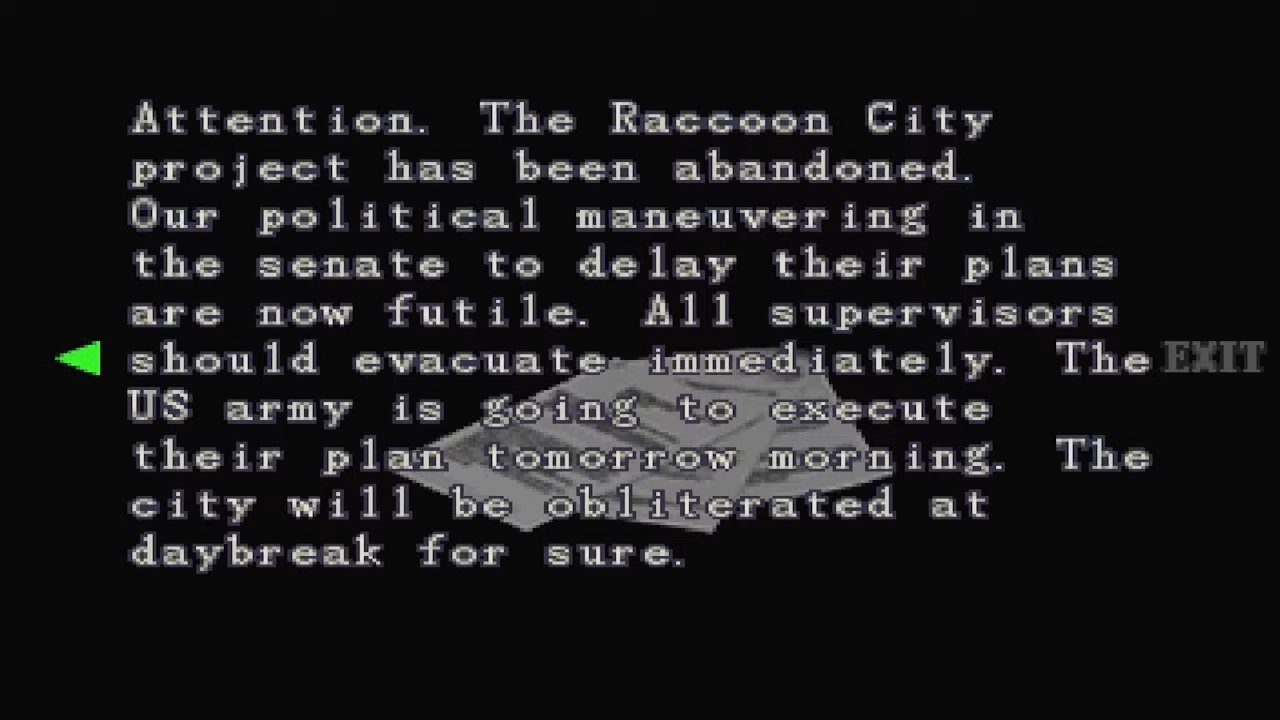 Attention. The Raccoon City
project has been abandoned.
Our political maneuvering in
the senate to delay their plans
are now futile. All supervisors
should evacuate immediately. The EXIT
US army is going to execute
their plan tomorrow morning. The
city will be obliterated at
daybreak for sure.